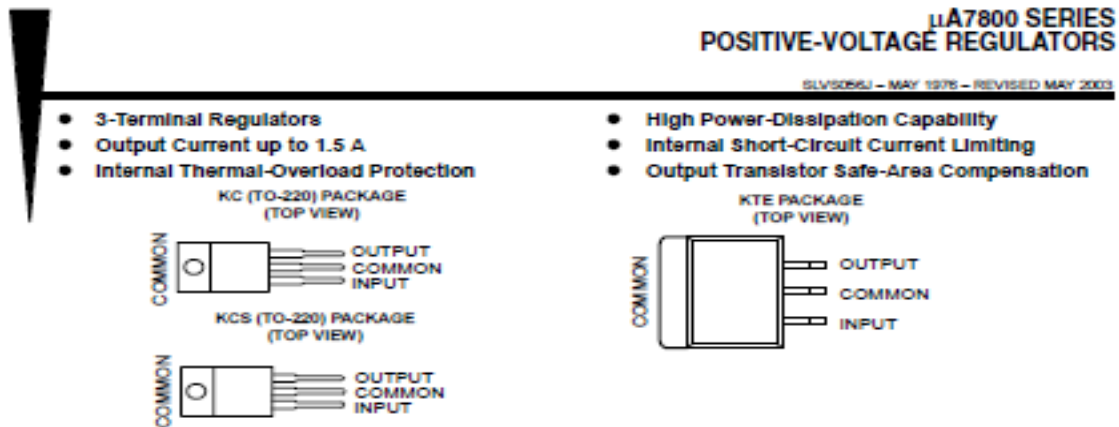 µA7800 SERIES
POSITIVE-VOLTAGE REGULATORS
SLVS056J – MAY 1976 – REVISED MAY 2003
● 3-Terminal Regulators
● Output Current up to 1.5 A
● Internal Thermal-Overload Protection
● High Power-Dissipation Capability
● Internal Short-Circuit Current Limiting
● Output Transistor Safe-Area Compensation
KC (TO-220) PACKAGE
(TOP VIEW)
COMMON
OUTPUT
COMMON
INPUT
KCS (TO-220) PACKAGE
(TOP VIEW)
COMMON
OUTPUT
COMMON
INPUT
KTE PACKAGE
(TOP VIEW)
COMMON
OUTPUT
COMMON
INPUT